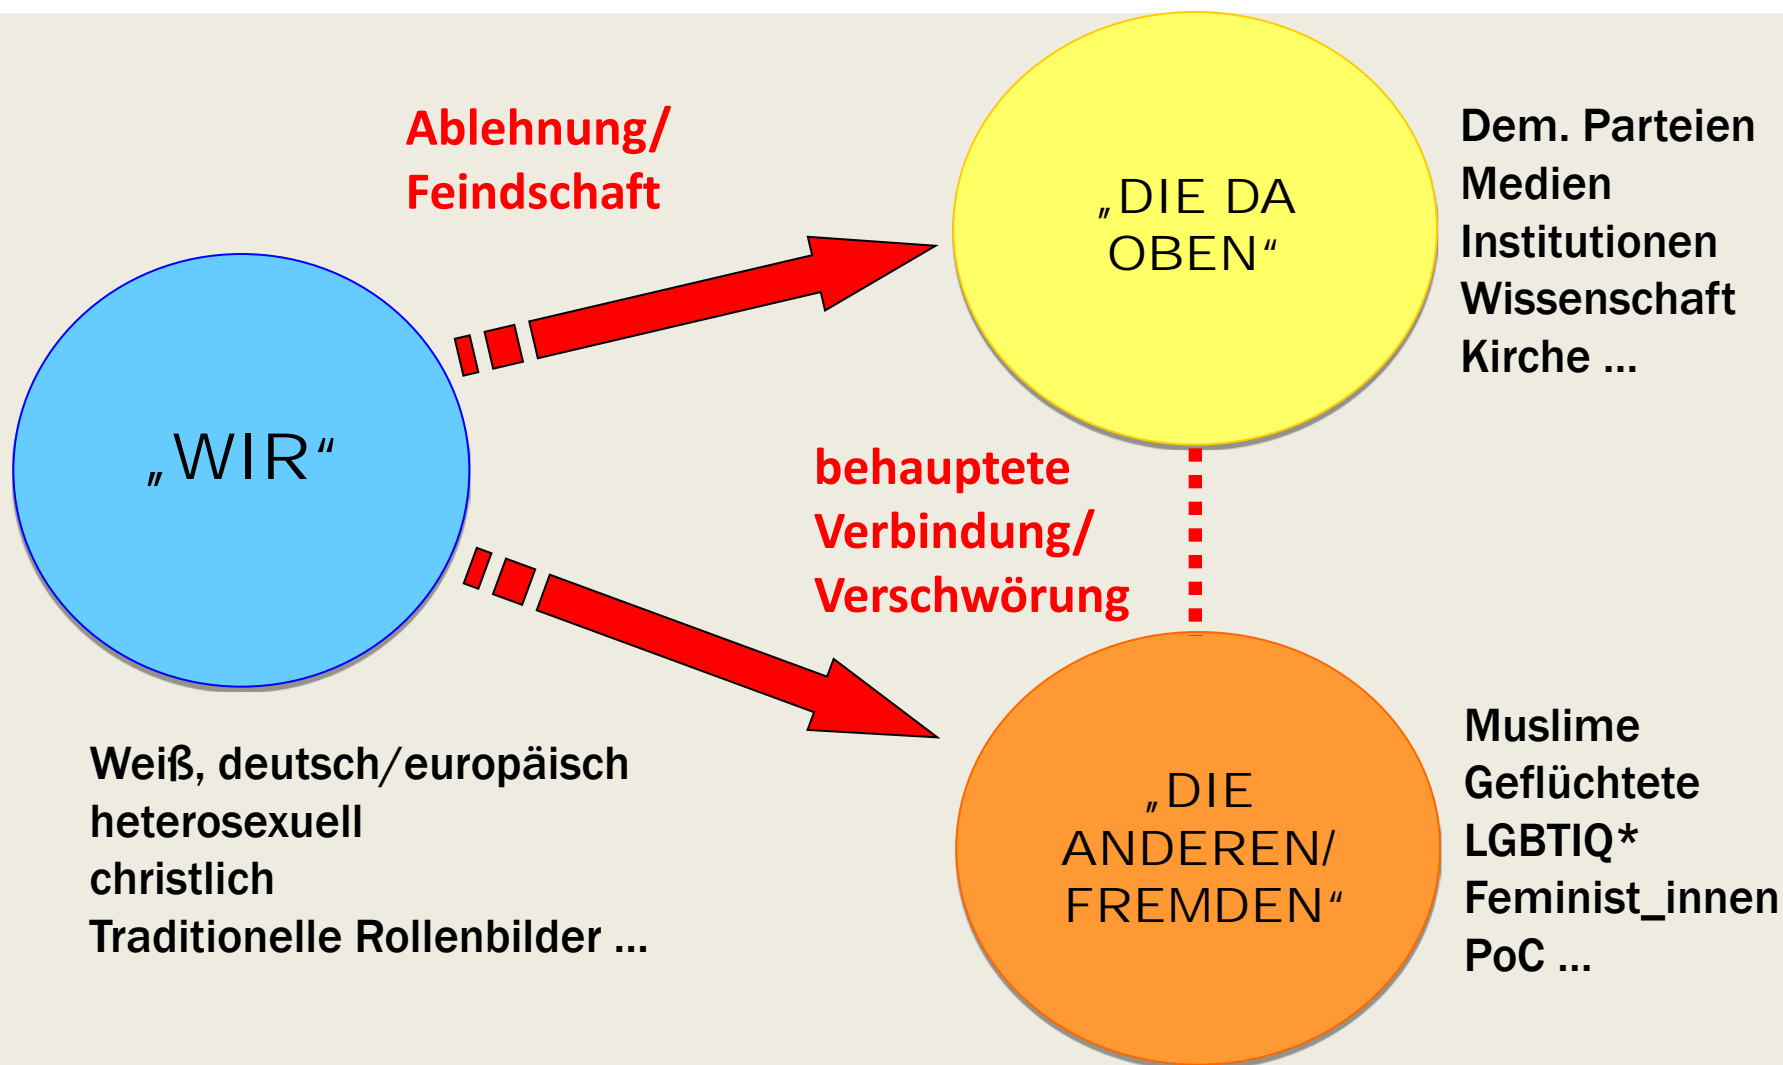 Ablehnung/
Feindschaft
„DIE DA
OBEN“
Dem. Parteien
Medien
Institutionen
Wissenschaft
Kirche ...
„WIR“
behauptete
Verbindung/
Verschwörung
Weiß, deutsch/europäisch
heterosexuell
christlich
Traditionelle Rollenbilder ...
„DIE
ANDEREN/
FREMDEN“
Muslime
Geflüchtete
LGBTIQ*
Feminist_innen
PoC ...